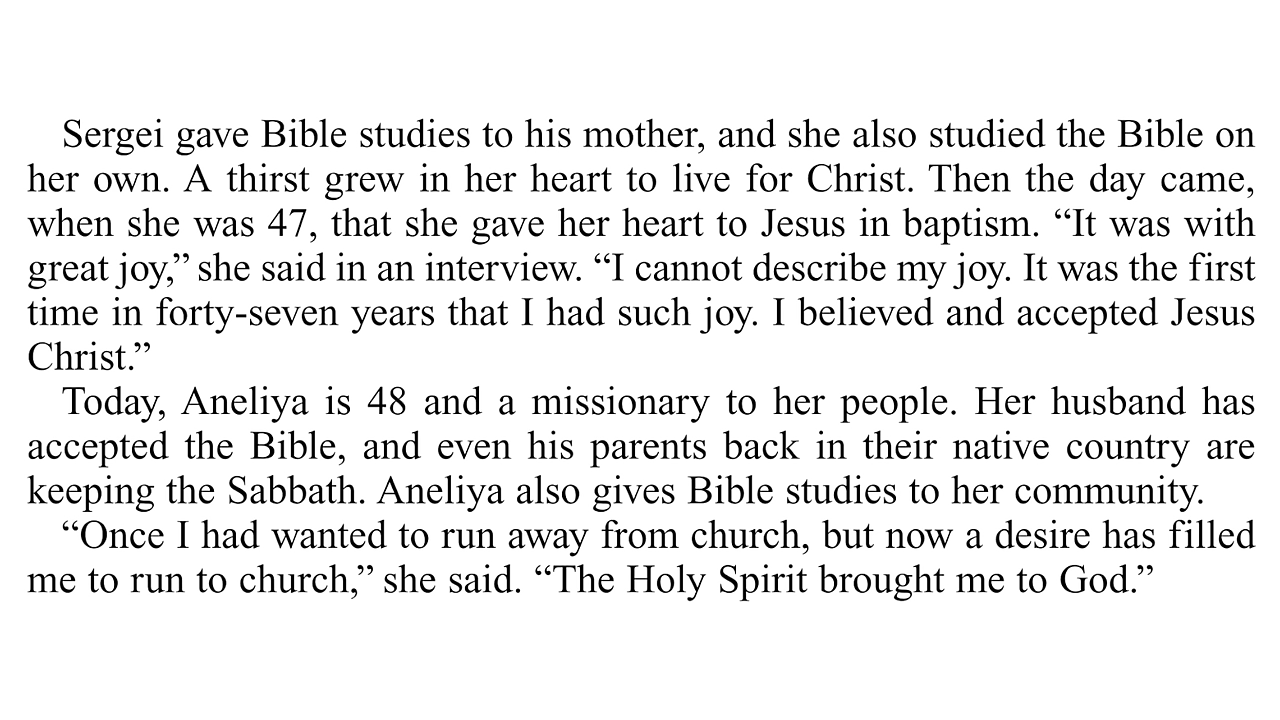 Sergei gave Bible studies to his mother, and she also studied the Bible on
her own. A thirst grew in her heart to live for Christ. Then the day came,
when she was 47, that she gave her heart to Jesus in baptism. “It was with
great joy,” she said in an interview. “I cannot describe my joy. It was the first
time in forty-seven years that I had such joy. I believed and accepted Jesus
Christ.”
Today, Aneliya is 48 and a missionary to her people. Her husband has
accepted the Bible, and even his parents back in their native country are
keeping the Sabbath. Aneliya also gives Bible studies to her community.
“Once I had wanted to run away from church, but now a desire has filled
me to run to church,” she said. “The Holy Spirit brought me to God.”